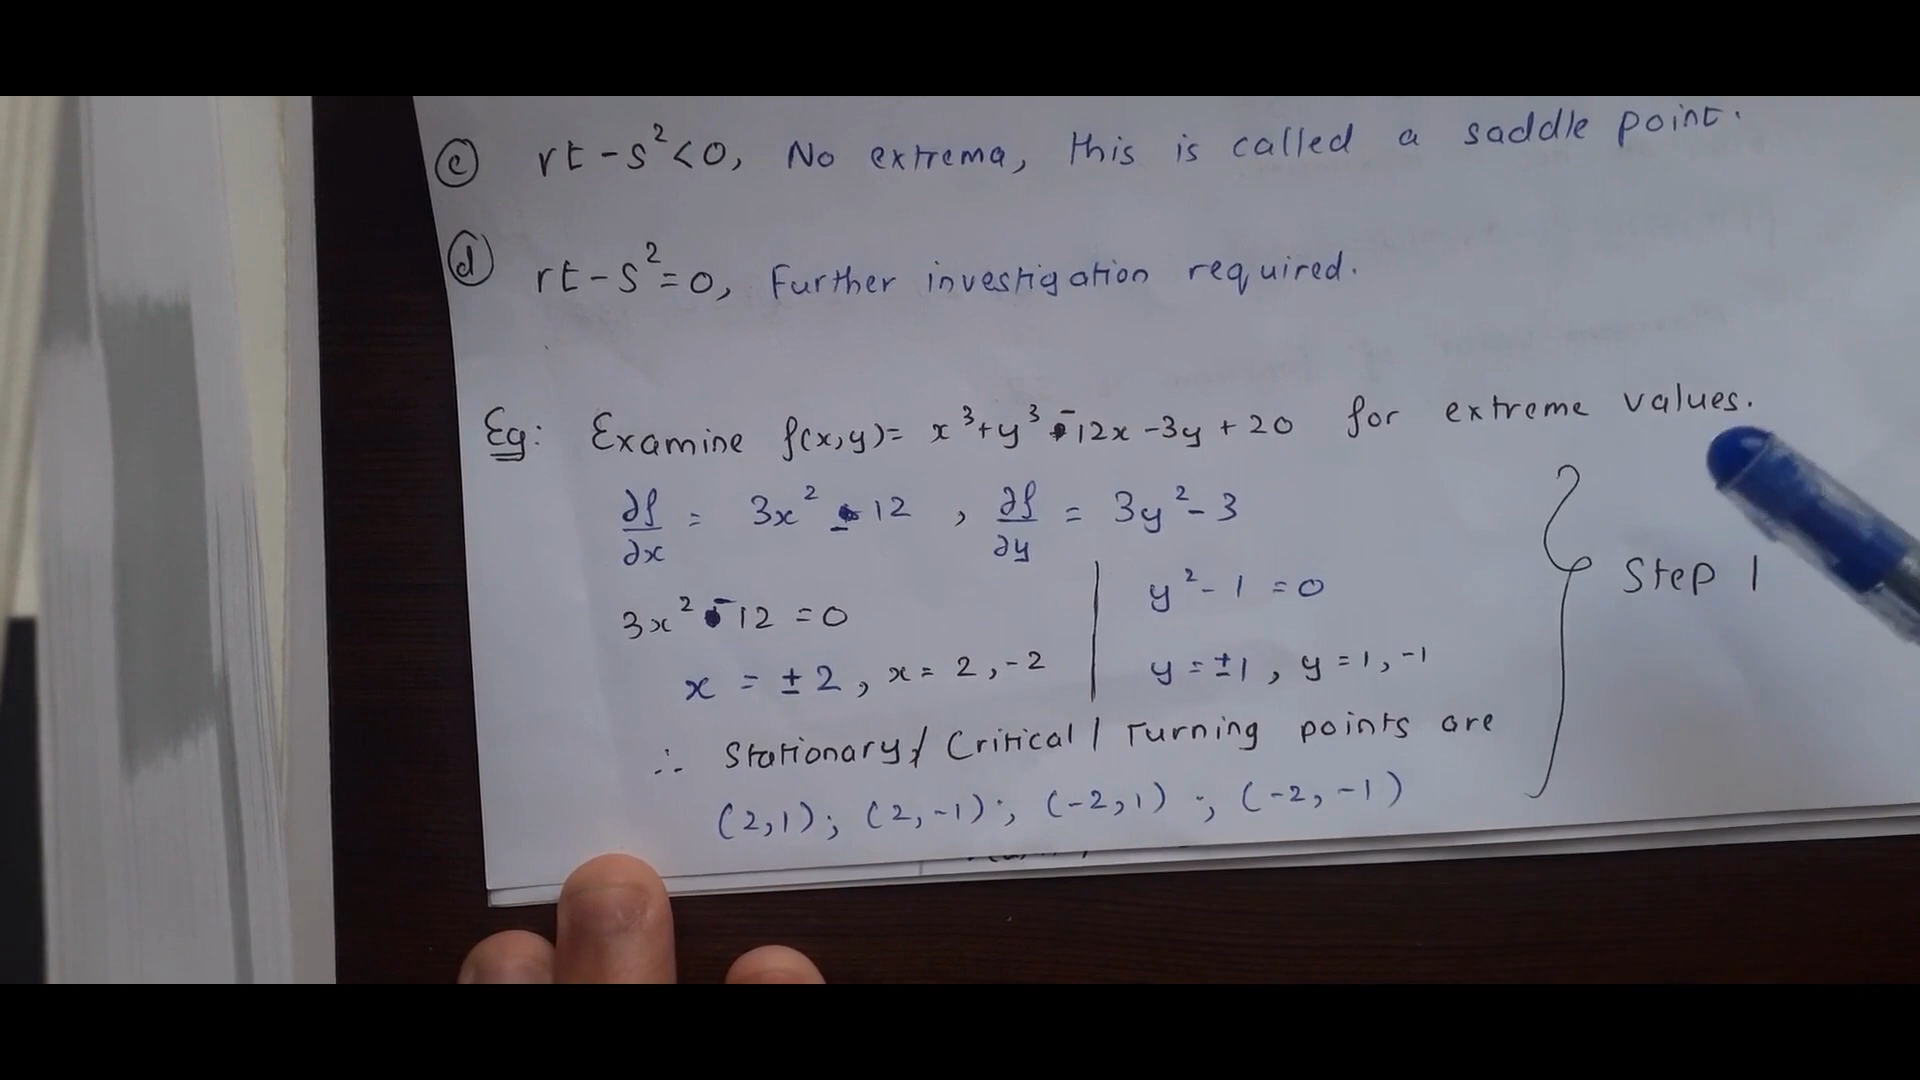 (c) rt - s² < 0, No extrema, this is called a saddle point.
(d) rt - s² = 0, Further investigation required.
Eg: Examine f(x,y) = x³ + y³ - 12x - 3y + 20 for extreme values.
∂f/∂x = 3x² - 12 , ∂f/∂y = 3y² - 3
3x² - 12 = 0 | y² - 1 = 0
x = ± 2 , x = 2 , -2 | y = ± 1 , y = 1 , -1
Step 1
∴ Stationary / Critical / Turning points are
(2,1) ; (2,-1) ; (-2,1) ; (-2,-1)